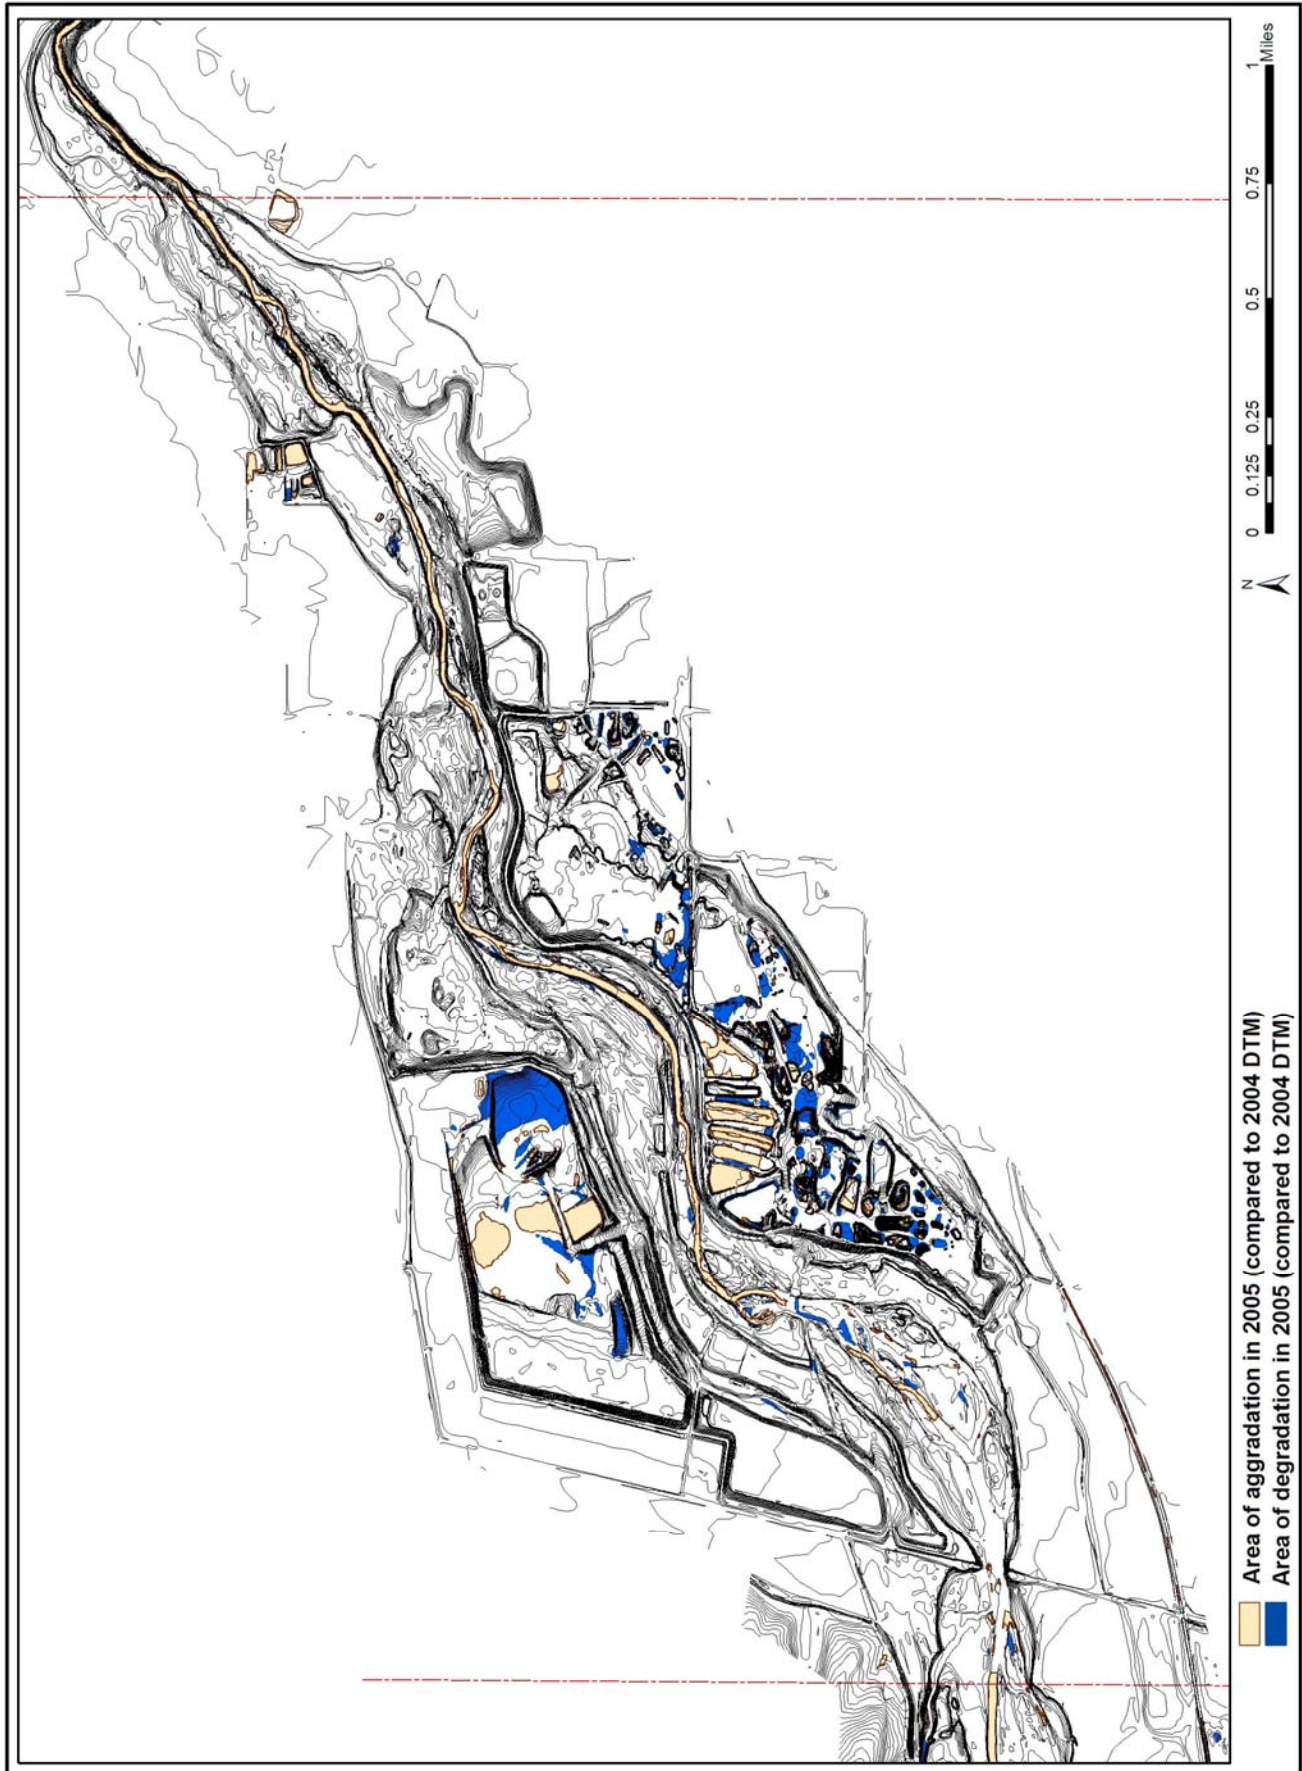 Area of aggradation in 2005 (compared to 2004 DTM)
Area of degradation in 2005 (compared to 2004 DTM)
N
0 0.125 0.25 0.5 0.75 1
Miles